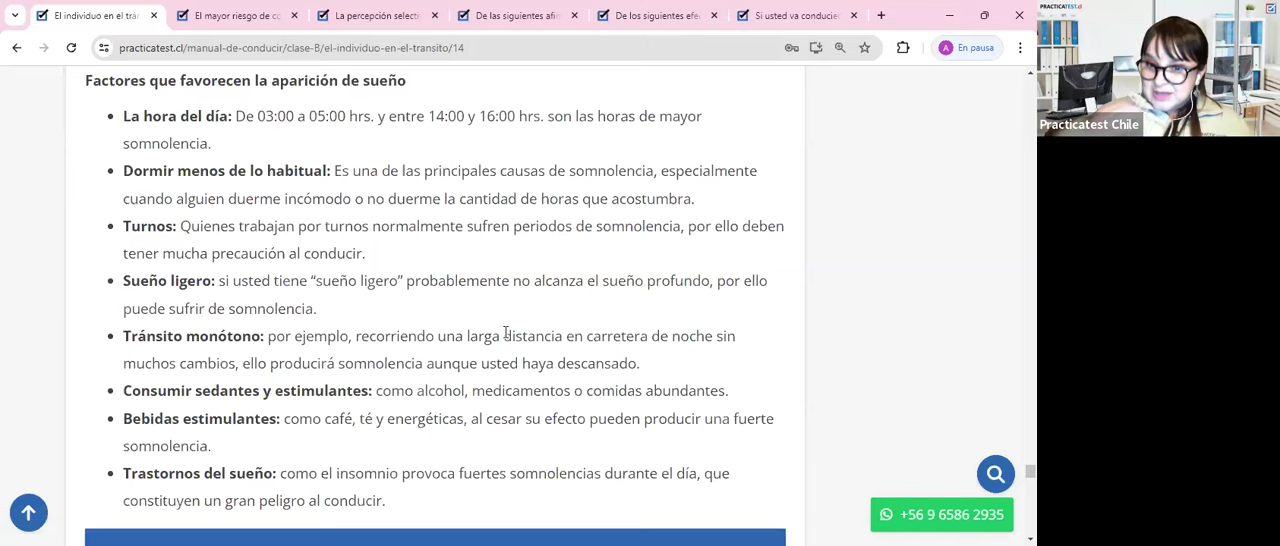 El individuo en el trán
El mayor riesgo de co
La percepción selectiv
De las siguientes afirm
De los siguientes efec
Si usted va conducien
practicatest.cl/manual-de-conducir/clase-B/el-individuo-en-el-transito/14
A
En pausa
PRACTICATEST.cl
Practicatest Chile
Factores que favorecen la aparición de sueño
La hora del día: De 03:00 a 05:00 hrs. y entre 14:00 y 16:00 hrs. son las horas de mayor
somnolencia.
Dormir menos de lo habitual: Es una de las principales causas de somnolencia, especialmente
cuando alguien duerme incómodo o no duerme la cantidad de horas que acostumbra.
Turnos: Quienes trabajan por turnos normalmente sufren periodos de somnolencia, por ello deben
tener mucha precaución al conducir.
Sueño ligero: si usted tiene “sueño ligero” probablemente no alcanza el sueño profundo, por ello
puede sufrir de somnolencia.
Tránsito monótono: por ejemplo, recorriendo una larga distancia en carretera de noche sin
muchos cambios, ello producirá somnolencia aunque usted haya descansado.
Consumir sedantes y estimulantes: como alcohol, medicamentos o comidas abundantes.
Bebidas estimulantes: como café, té y energéticas, al cesar su efecto pueden producir una fuerte
somnolencia.
Trastornos del sueño: como el insomnio provoca fuertes somnolencias durante el día, que
constituyen un gran peligro al conducir.
+56 9 6586 2935